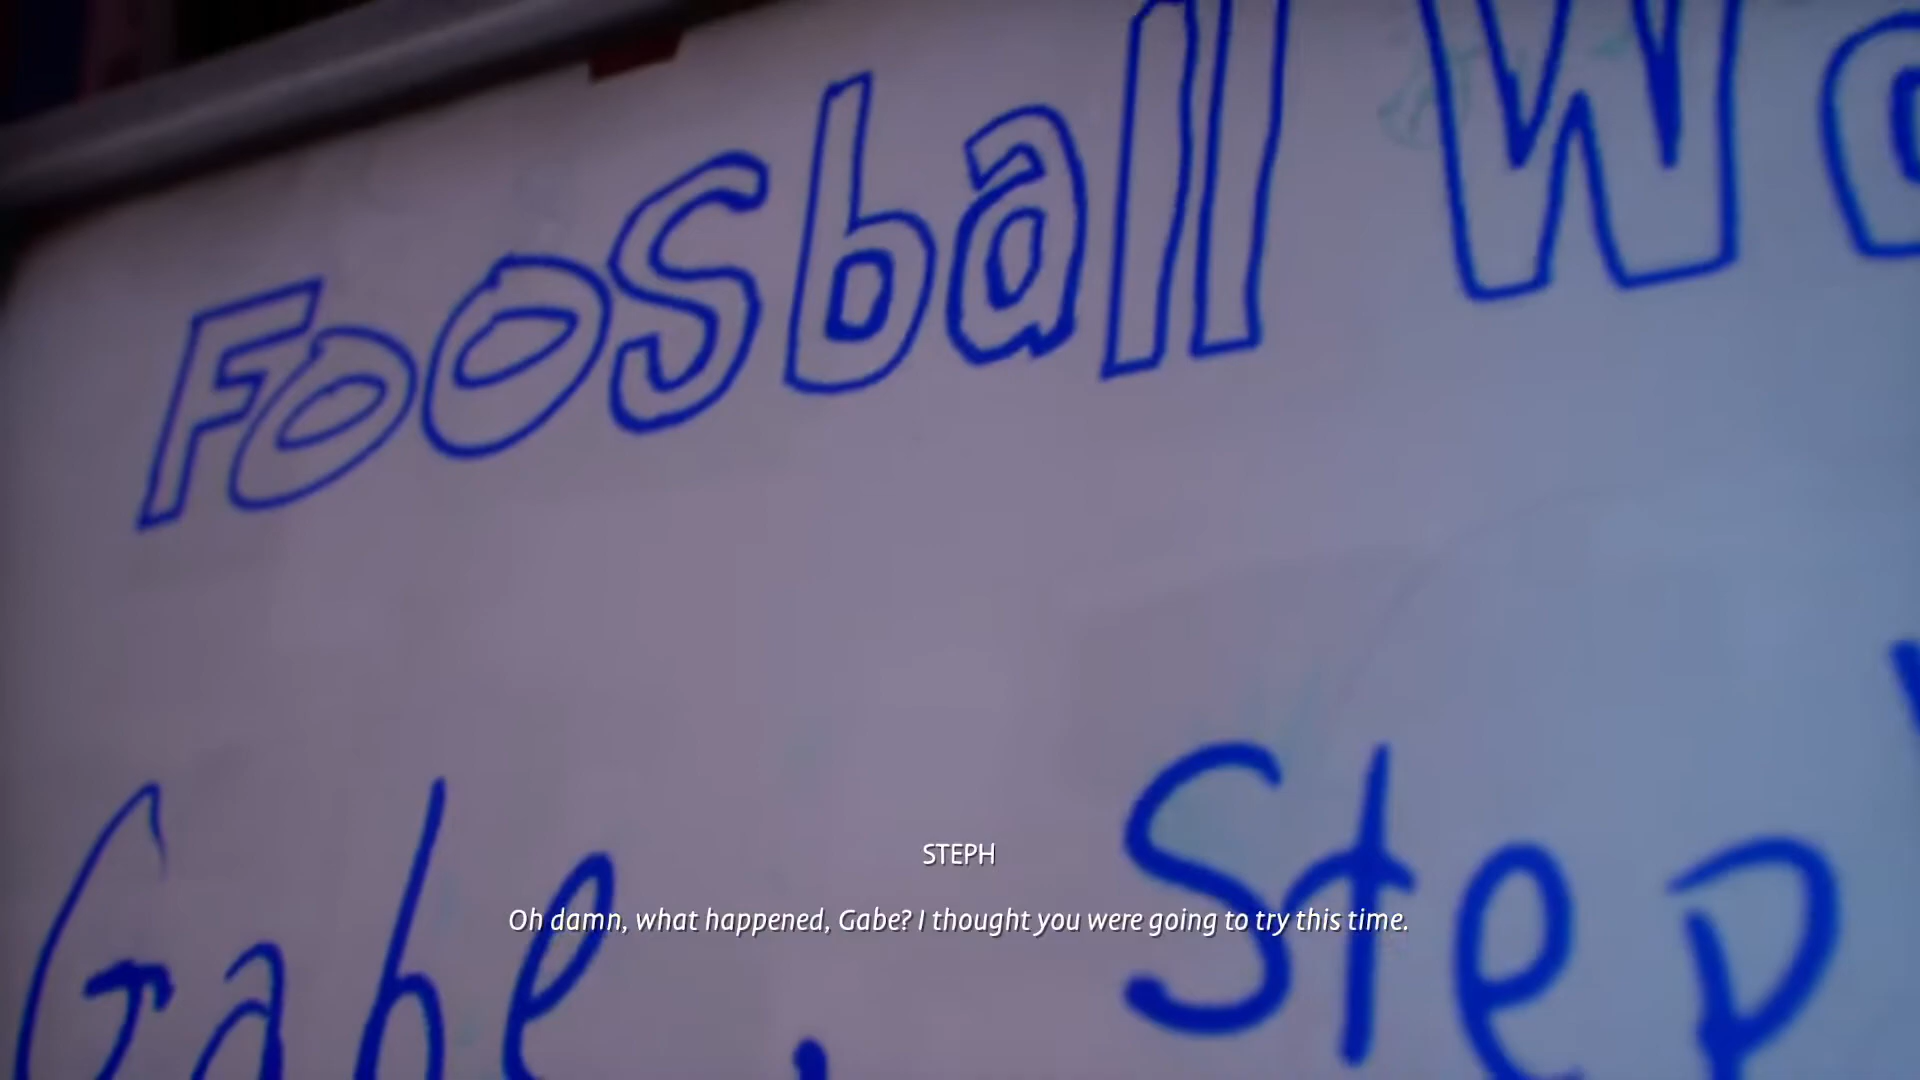 Foosball
Gabe Step
STEPH
Oh damn, what happened, Gabe? I thought you were going to try this time.